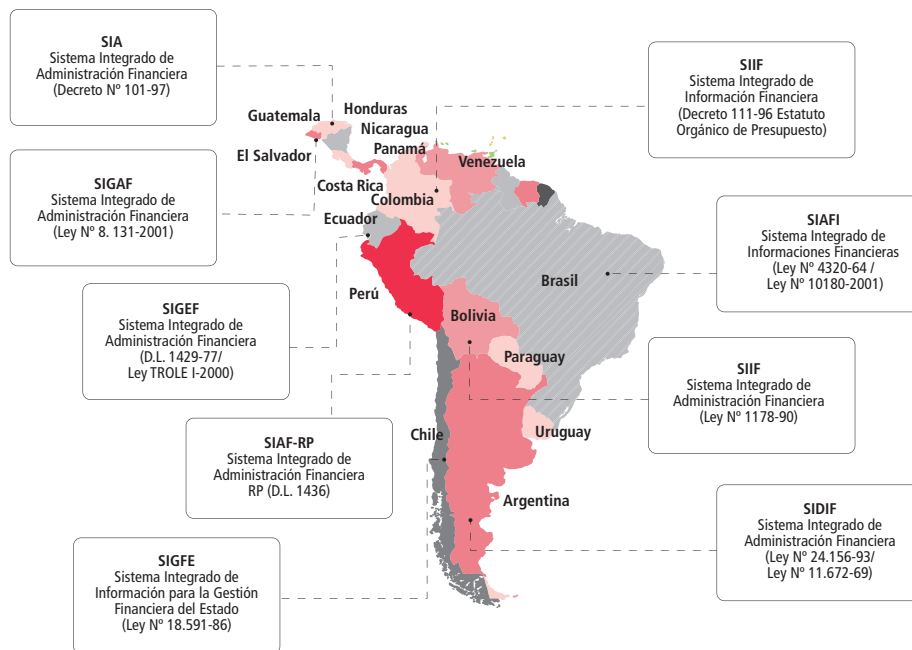 SIA
Sistema Integrado de
Administración Financiera
(Decreto Nº 101-97)
SIGAF
Sistema Integrado de
Administración Financiera
(Ley Nº 8. 131-2001)
SIGEF
Sistema Integrado de
Administración Financiera
(D.L. 1429-77/
Ley TROLE I-2000)
SIAF-RP
Sistema Integrado de
Administración Financiera
RP (D.L. 1436)
SIGFE
Sistema Integrado de
Información para la Gestión
Financiera del Estado
(Ley Nº 18.591-86)
Guatemala
Honduras
Nicaragua
Panamá
El Salvador
Venezuela
Costa Rica
Colombia
Ecuador
Brasil
Perú
Bolivia
Paraguay
Chile
Uruguay
Argentina
SIIF
Sistema Integrado de
Información Financiera
(Decreto 111-96 Estatuto
Orgánico de Presupuesto)
SIAFI
Sistema Integrado de
Informaciones Financieras
(Ley Nº 4320-64 /
Ley Nº 10180-2001)
SIIF
Sistema Integrado de
Administración Financiera
(Ley Nº 1178-90)
SIDIF
Sistema Integrado de
Administración Financiera
(Ley Nº 24.156-93/
Ley Nº 11.672-69)